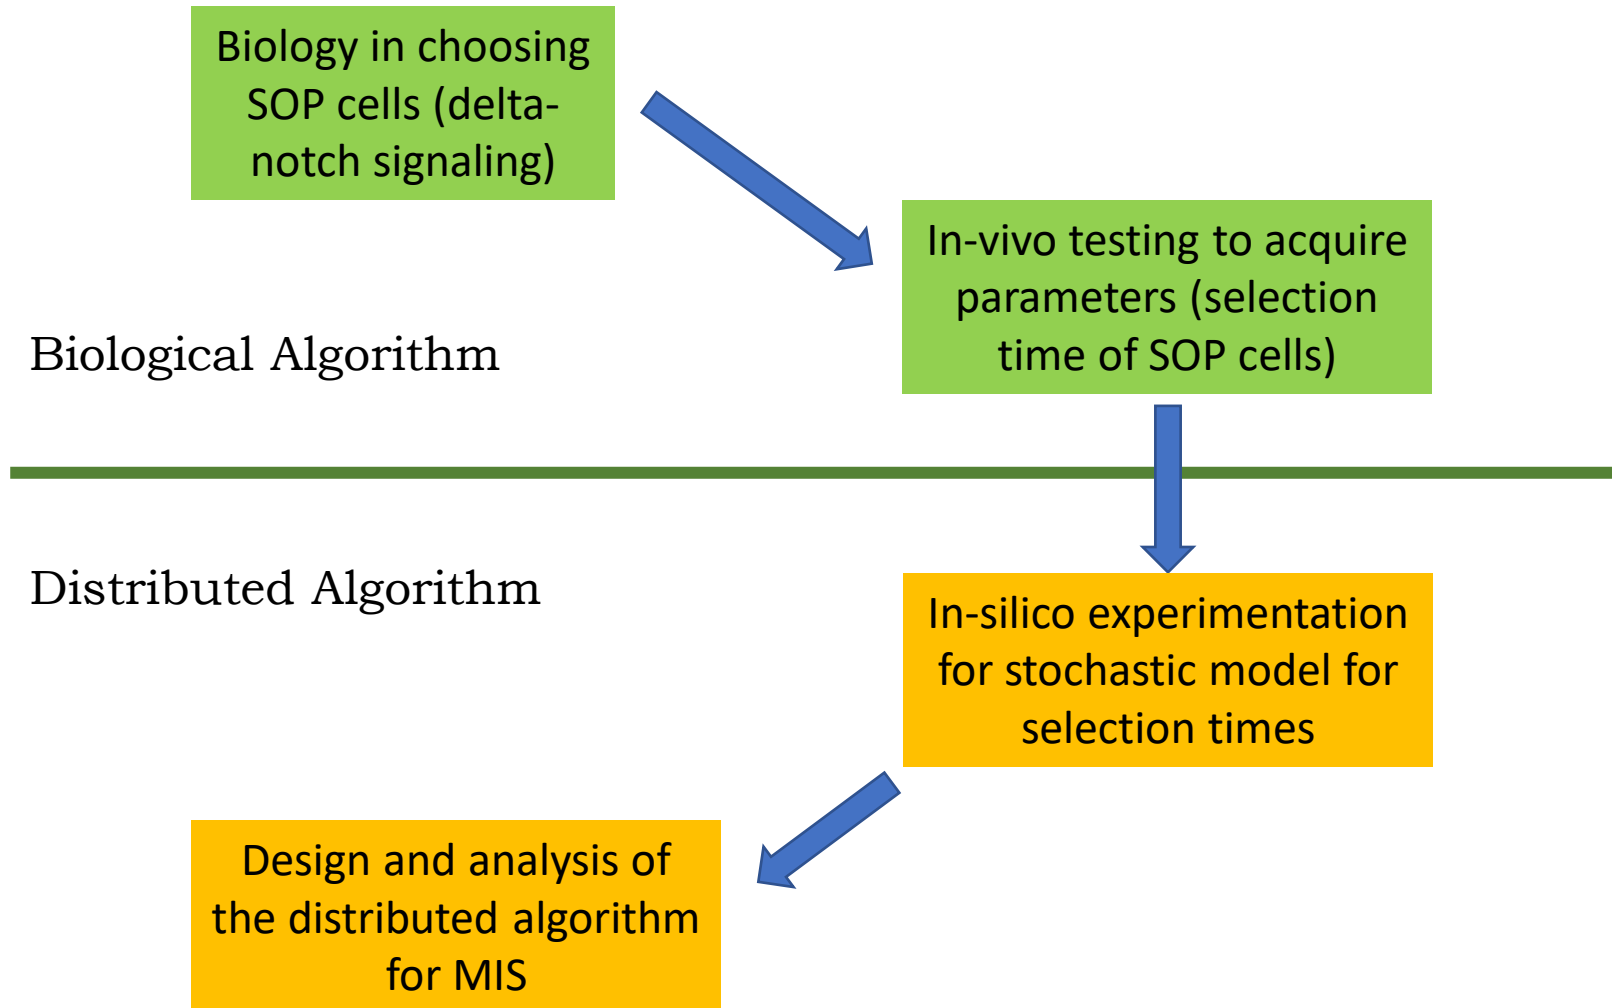 Biology in choosing
SOP cells (delta-
notch signaling)
In-vivo testing to acquire
parameters (selection
time of SOP cells)
Biological Algorithm
Distributed Algorithm
In-silico experimentation
for stochastic model for
selection times
Design and analysis of
the distributed algorithm
for MIS